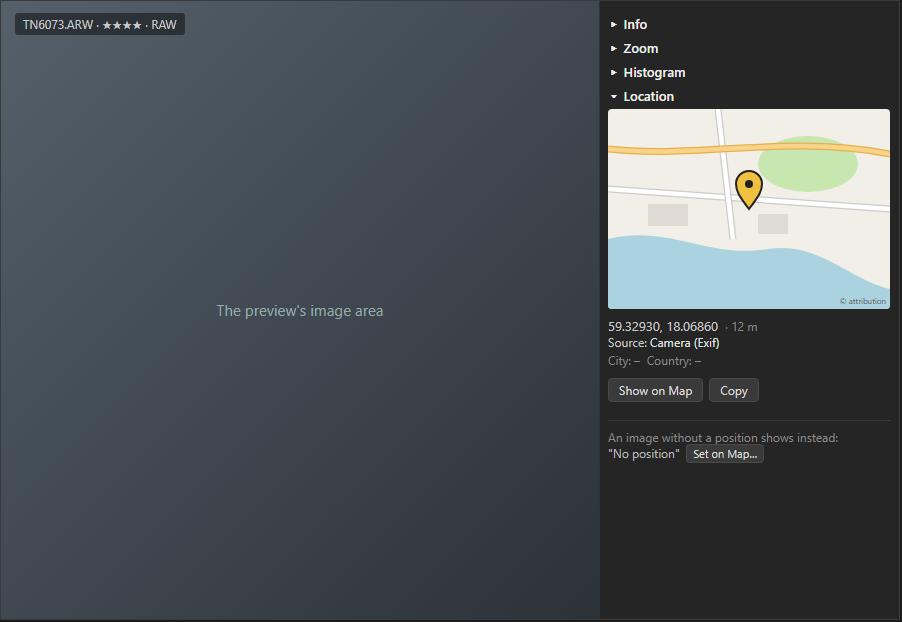 TN6073.ARW · ★★★★ · RAW
The preview's image area
Info
Zoom
Histogram
Location
© attribution
59.32930, 18.06860 · 12 m
Source: Camera (Exif)
City: – Country: –
Show on Map Copy
An image without a position shows instead:
"No position" Set on Map...